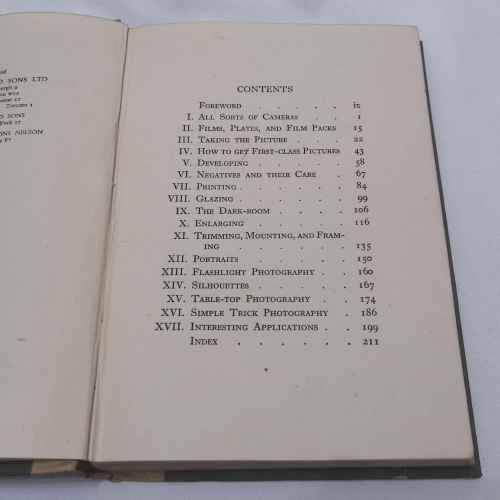 SONS LTD
SONS
NELSON
CONTENTS
FOREWORD . . . . . ix
I. ALL SORTS OF CAMERAS . . 1
II. FILMS, PLATES, AND FILM PACKS 15
III. TAKING THE PICTURE . . . 22
IV. HOW TO GET FIRST-CLASS PICTURES 43
V. DEVELOPING . . . . 58
VI. NEGATIVES AND THEIR CARE . 67
VII. PRINTING . . . . . 84
VIII. GLAZING . . . . . 99
IX. THE DARK-ROOM . . . . 106
X. ENLARGING . . . . 116
XI. TRIMMING, MOUNTING, AND FRAM-
ING . . . . . 135
XII. PORTRAITS . . . . . 150
XIII. FLASHLIGHT PHOTOGRAPHY . . 160
XIV. SILHOUETTES . . . . . 167
XV. TABLE-TOP PHOTOGRAPHY . . 174
XVI. SIMPLE TRICK PHOTOGRAPHY . 186
XVII. INTERESTING APPLICATIONS . . 199
INDEX . . . . . 211
v